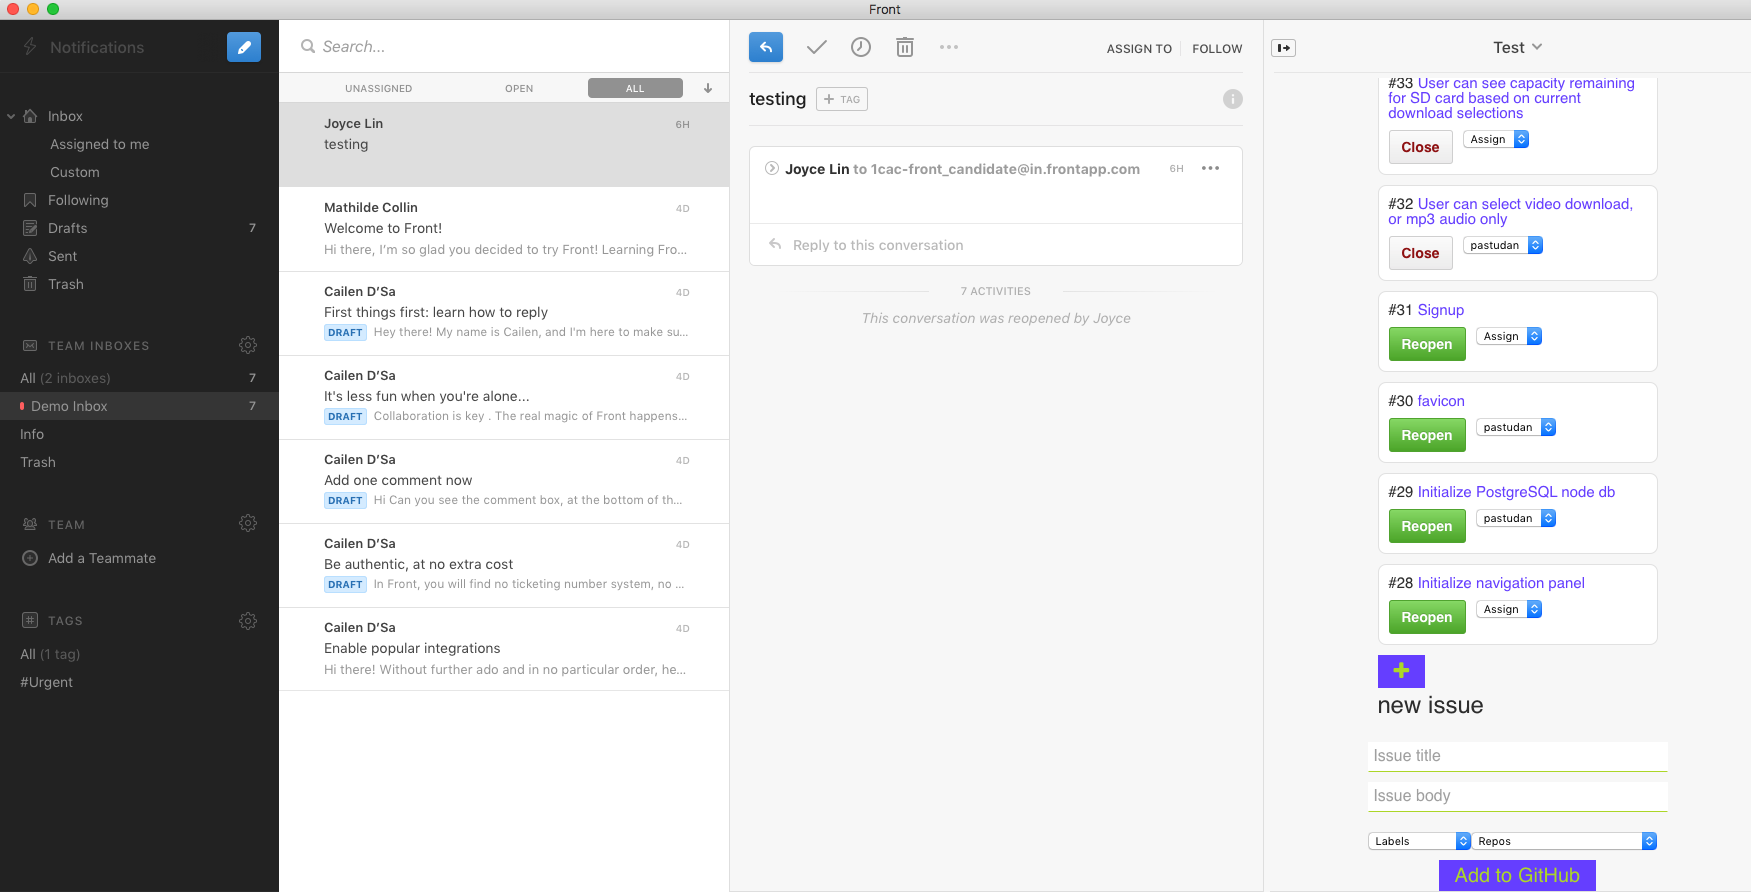 Front
Notifications
Inbox
Assigned to me
Custom
Following
Drafts 7
Sent
Trash
TEAM INBOXES
All (2 inboxes) 7
Demo Inbox 7
Info
Trash
TEAM
Add a Teammate
TAGS
All (1 tag)
#Urgent
Search...
UNASSIGNED OPEN ALL
Joyce Lin 6H
testing
Mathilde Collin 4D
Welcome to Front!
Hi there, I'm so glad you decided to try Front! Learning Fro...
Cailen D'Sa 4D
First things first: learn how to reply
DRAFT Hey there! My name is Cailen, and I'm here to make su...
Cailen D'Sa 4D
It's less fun when you're alone...
DRAFT Collaboration is key . The real magic of Front happens...
Cailen D'Sa 4D
Add one comment now
DRAFT Hi Can you see the comment box, at the bottom of th...
Cailen D'Sa 4D
Be authentic, at no extra cost
DRAFT In Front, you will find no ticketing number system, no ...
Cailen D'Sa 4D
Enable popular integrations
Hi there! Without further ado and in no particular order, he...
ASSIGN TO FOLLOW
testing + TAG
Joyce Lin to 1cac-front_candidate@in.frontapp.com 6H
Reply to this conversation
7 ACTIVITIES
This conversation was reopened by Joyce
Test
#33 User can see capacity remaining
for SD card based on current
download selections
Close Assign
#32 User can select video download,
or mp3 audio only
Close pastudan
#31 Signup
Reopen Assign
#30 favicon
Reopen pastudan
#29 Initialize PostgreSQL node db
Reopen pastudan
#28 Initialize navigation panel
Reopen Assign
+
new issue
Issue title
Issue body
Labels Repos
Add to GitHub